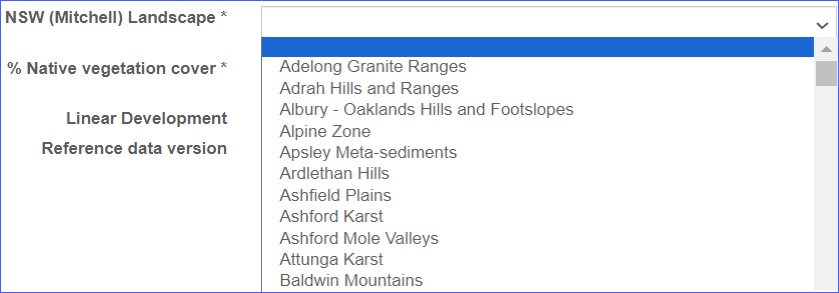 NSW (Mitchell) Landscape *
% Native vegetation cover *
Linear Development
Reference data version
Adelong Granite Ranges
Adrah Hills and Ranges
Albury - Oaklands Hills and Footslopes
Alpine Zone
Apsley Meta-sediments
Ardlethan Hills
Ashfield Plains
Ashford Karst
Ashford Mole Valleys
Attunga Karst
Baldwin Mountains